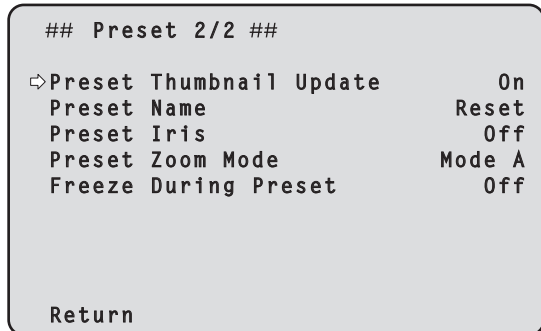 ## Preset 2/2 ##
⇨Preset Thumbnail Update On
Preset Name Reset
Preset Iris Off
Preset Zoom Mode Mode A
Freeze During Preset Off
Return